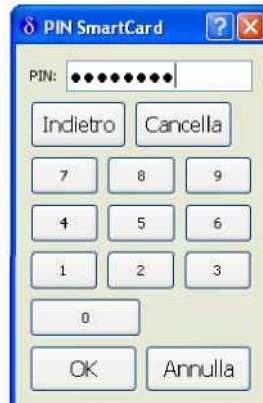 δ PIN SmartCard ? X
PIN: ●●●●●●●●
Indietro Cancella
7 8 9
4 5 6
1 2 3
0
OK Annulla